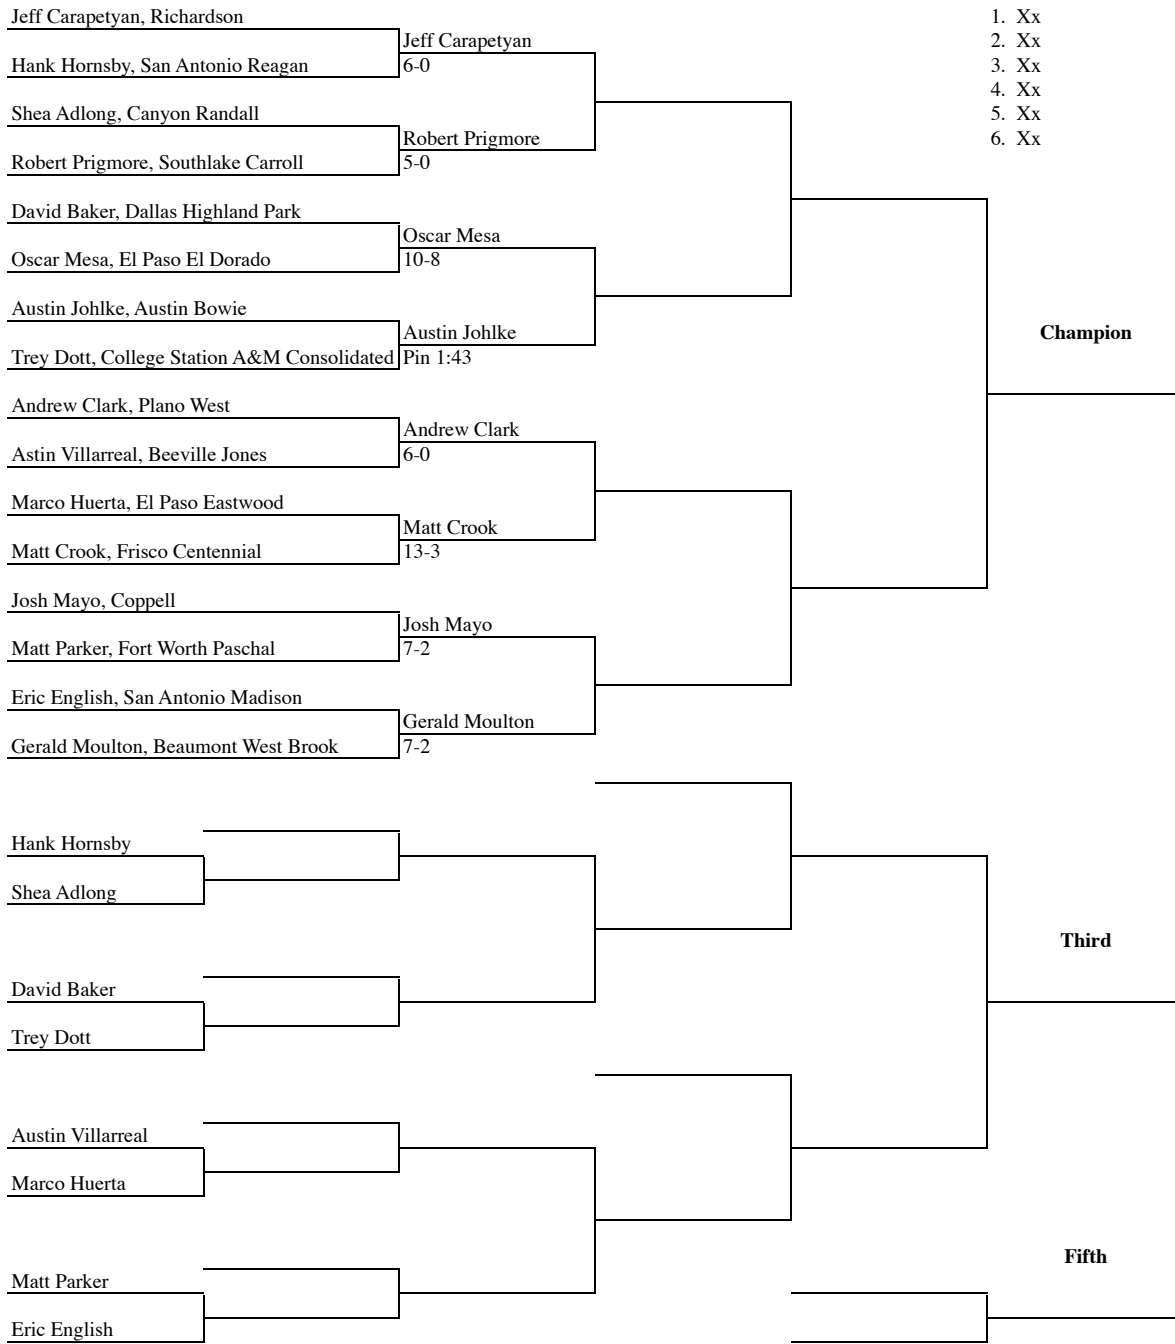 Jeff Carapetyan, Richardson
1. Xx
Jeff Carapetyan
2. Xx
Hank Hornsby, San Antonio Reagan
6-0
3. Xx
4. Xx
Shea Adlong, Canyon Randall
5. Xx
Robert Prigmore
6. Xx
Robert Prigmore, Southlake Carroll
5-0
David Baker, Dallas Highland Park
Oscar Mesa
Oscar Mesa, El Paso El Dorado
10-8
Austin Johlke, Austin Bowie
Austin Johlke
Champion
Trey Dott, College Station A&M Consolidated
Pin 1:43
Andrew Clark, Plano West
Andrew Clark
Astin Villarreal, Beeville Jones
6-0
Marco Huerta, El Paso Eastwood
Matt Crook
Matt Crook, Frisco Centennial
13-3
Josh Mayo, Coppell
Josh Mayo
Matt Parker, Fort Worth Paschal
7-2
Eric English, San Antonio Madison
Gerald Moulton
Gerald Moulton, Beaumont West Brook
7-2
Hank Hornsby
Shea Adlong
Third
David Baker
Trey Dott
Austin Villarreal
Marco Huerta
Fifth
Matt Parker
Eric English